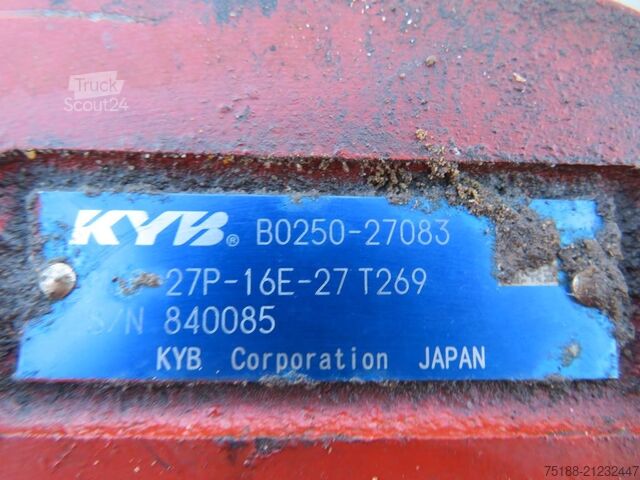 Truck
Scout24
KYB® B0250-27083
27P-16E-27 T269
S/N 840085
KYB Corporation JAPAN
75188-21232447